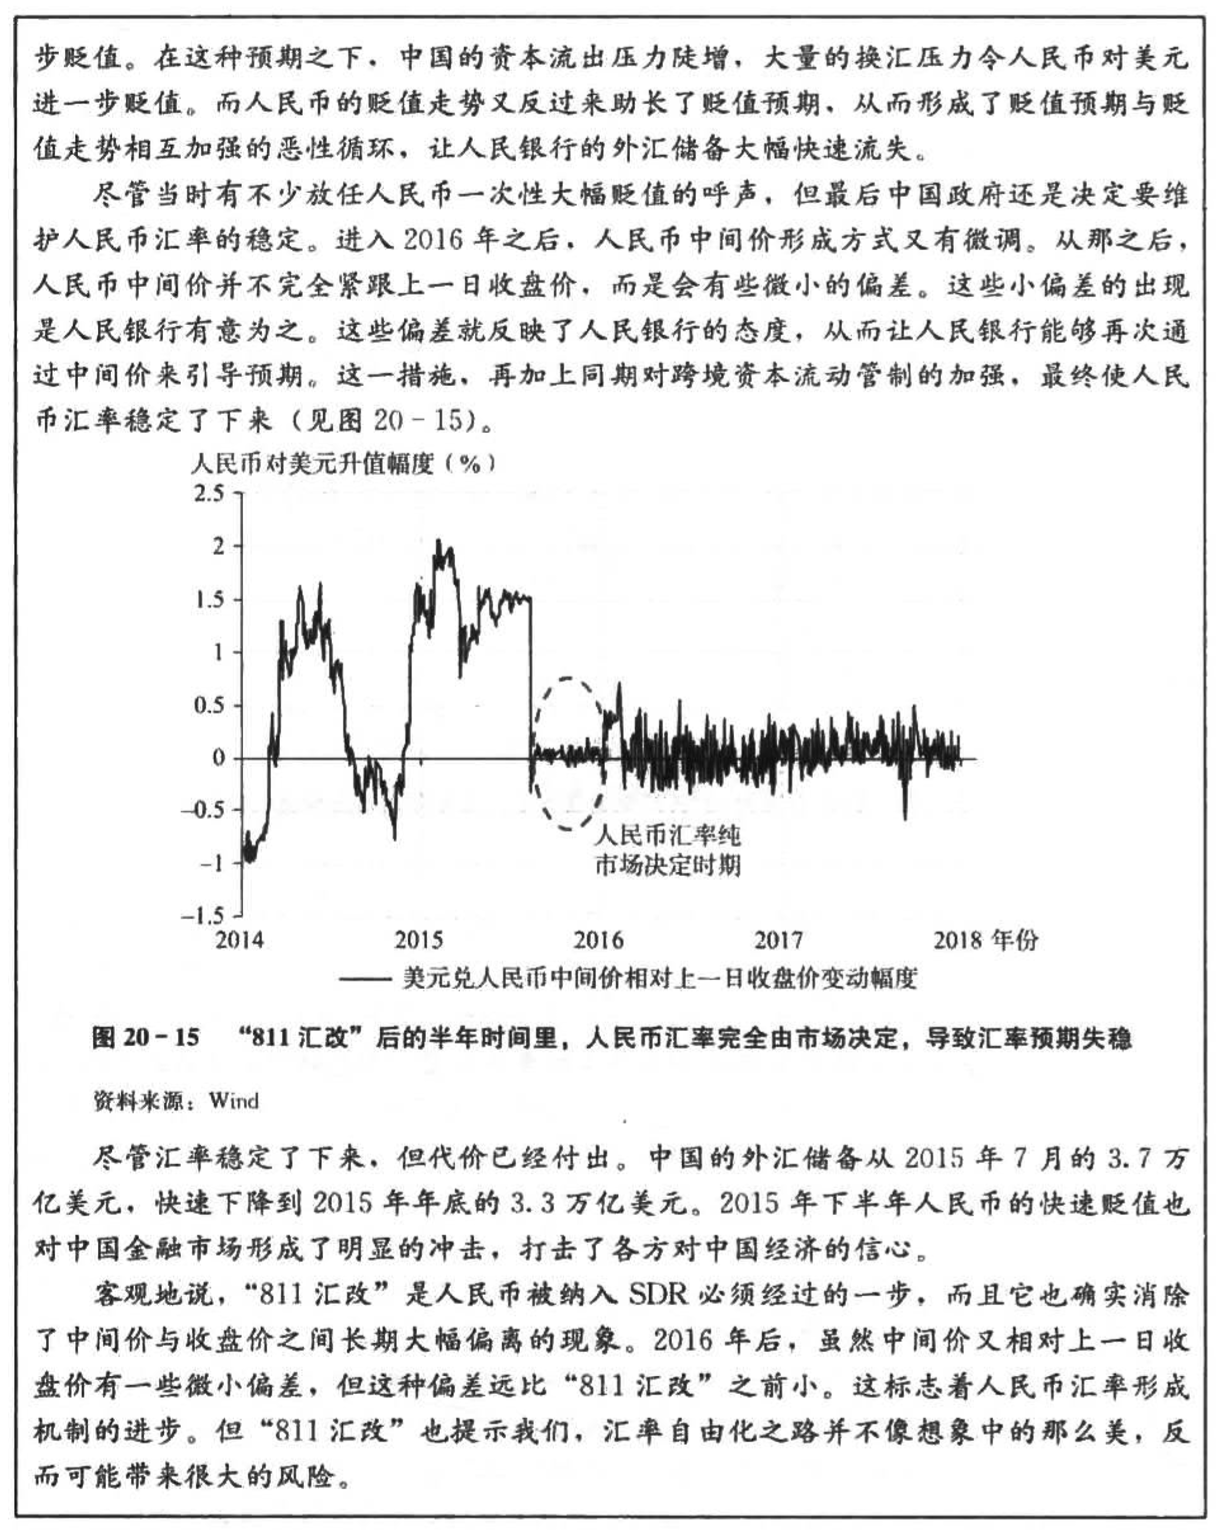 步贬值。在这种预期之下，中国的资本流出压力陡增，大量的换汇压力令人民币对美元
进一步贬值。而人民币的贬值走势又反过来助长了贬值预期，从而形成了贬值预期与贬
值走势相互加强的恶性循环，让人民银行的外汇储备大幅快速流失。
尽管当时有不少放任人民币一次性大幅贬值的呼声，但最后中国政府还是决定要维
护人民币汇率的稳定。进入 2016 年之后，人民币中间价形成方式又有微调。从那之后，
人民币中间价并不完全紧跟上一日收盘价，而是会有些微小的偏差。这些小偏差的出现
是人民银行有意为之。这些偏差就反映了人民银行的态度，从而让人民银行能够再次通
过中间价来引导预期。这一措施，再加上同期对跨境资本流动管制的加强，最终使人民
币汇率稳定了下来（见图 20－15）。
人民币对美元升值幅度（%）
2.5
2
1.5
1
0.5
0
−0.5
−1
−1.5
人民币汇率纯
市场决定时期
2014 2015 2016 2017 2018 年份
美元兑人民币中间价相对上一日收盘价变动幅度
图 20－15 “811 汇改”后的半年时间里，人民币汇率完全由市场决定，导致汇率预期失稳
资料来源：Wind
尽管汇率稳定了下来，但代价已经付出。中国的外汇储备从 2015 年 7 月的 3.7 万
亿美元，快速下降到 2015 年年底的 3.3 万亿美元。2015 年下半年人民币的快速贬值也
对中国金融市场形成了明显的冲击，打击了各方对中国经济的信心。
客观地说，“811 汇改”是人民币被纳入 SDR 必须经过的一步，而且它也确实消除
了中间价与收盘价之间长期大幅偏离的现象。2016 年后，虽然中间价又相对上一日收
盘价有一些微小偏差，但这种偏差远比“811 汇改”之前小。这标志着人民币汇率形成
机制的进步。但“811 汇改”也提示我们，汇率自由化之路并不像想象中的那么美，反
而可能带来很大的风险。